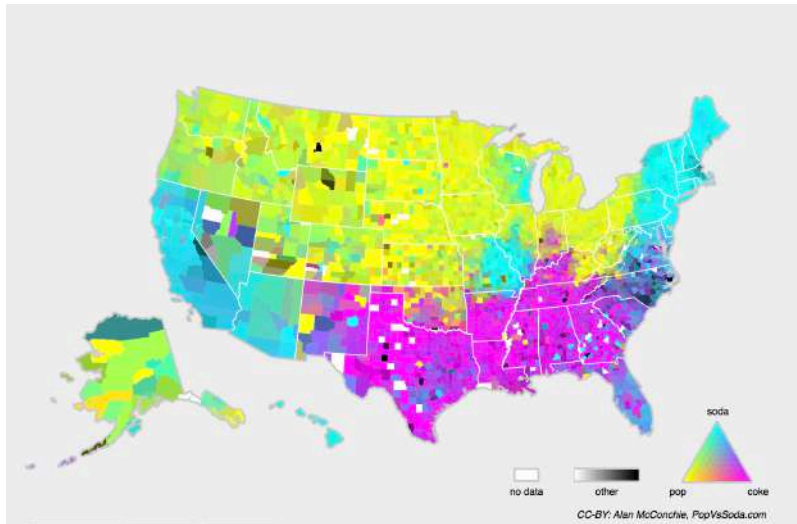 soda
no data
other
pop
coke
CC-BY: Alan McConchie, PopVsSoda.com